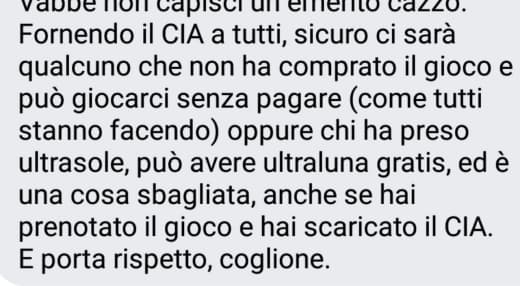 Vabbè non capisci un emerito cazzo.
Fornendo il CIA a tutti, sicuro ci sarà
qualcuno che non ha comprato il gioco e
può giocarci senza pagare (come tutti
stanno facendo) oppure chi ha preso
ultrasole, può avere ultraluna gratis, ed è
una cosa sbagliata, anche se hai
prenotato il gioco e hai scaricato il CIA.
E porta rispetto, coglione.